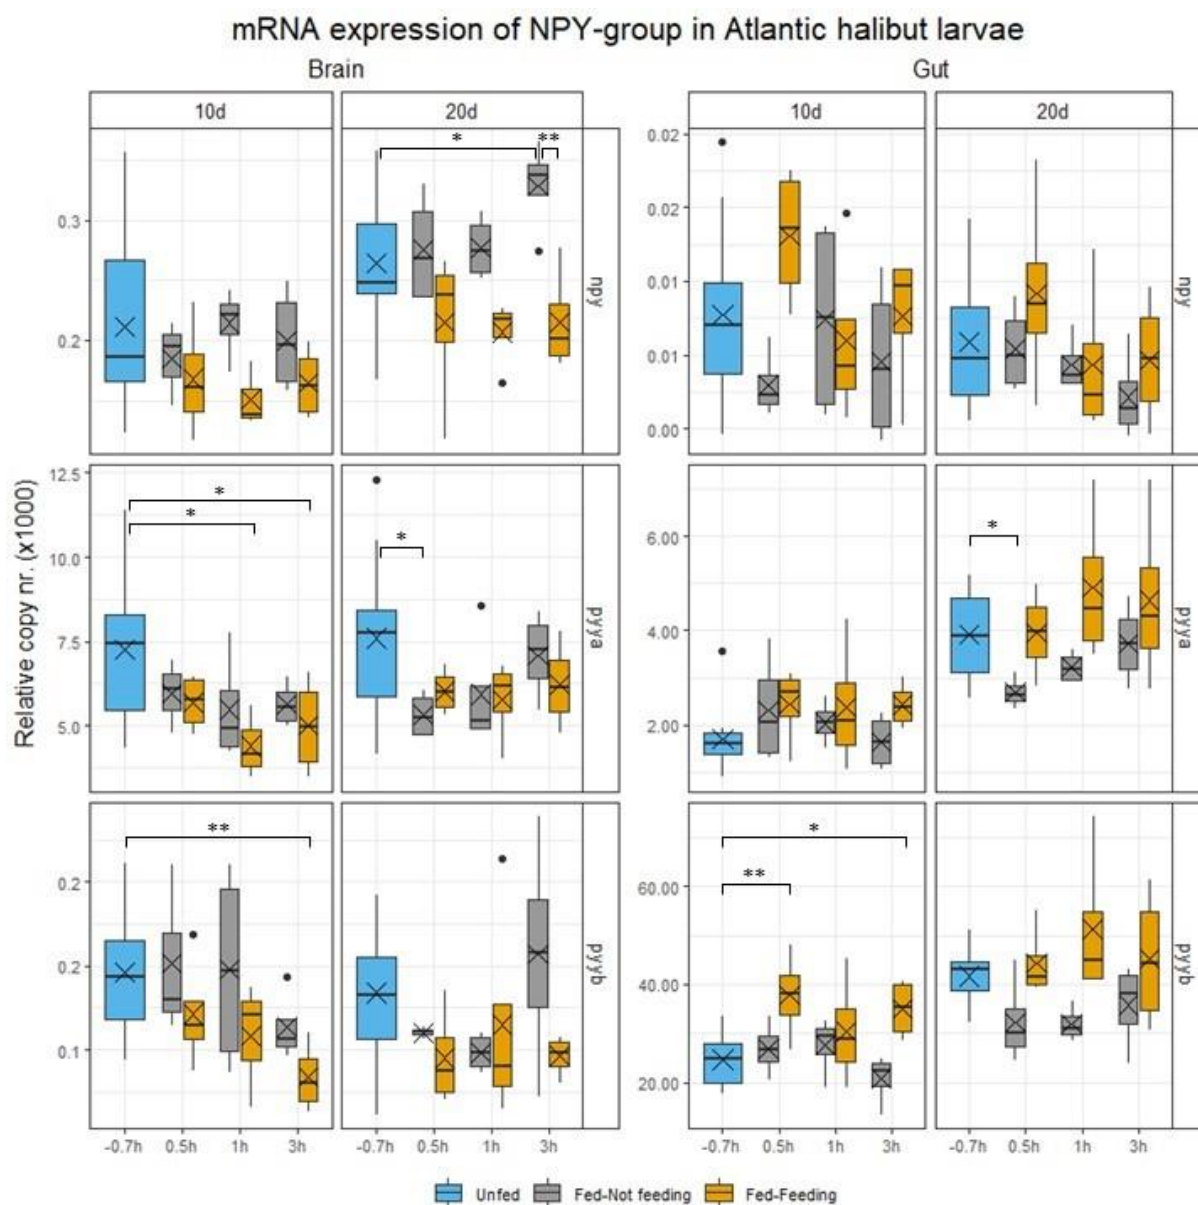 mRNA expression of NPY-group in Atlantic halibut larvae
Brain
Gut
10d
20d
10d
20d
Relative copy nr. (x1000)
0.3
0.2
*
**
0.02
0.02
0.01
0.01
0.00
npy
npy
12.5
10.0
7.5
5.0
*
*
*
6.00
4.00
2.00
*
pyya
pyya
0.2
0.2
0.1
**
60.00
40.00
20.00
*
**
pyyb
pyyb
-0.7h 0.5h 1h 3h
-0.7h 0.5h 1h 3h
-0.7h 0.5h 1h 3h
-0.7h 0.5h 1h 3h
Unfed Fed-Not feeding Fed-Feeding